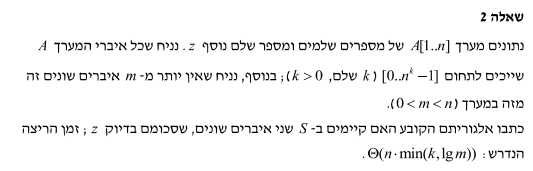 שאלה 2
נתונים מערך A[1..n] של מספרים שלמים ומספר שלם נוסף z . נניח שכל איברי המערך A
שייכים לתחום [0..n^k −1] (k שלם, k > 0); בנוסף, נניח שאין יותר מ- m איברים שונים זה
מזה במערך (0 < m < n).
כתבו אלגוריתם הקובע האם קיימים ב- S שני איברים שונים, שסכומם בדיוק z ; זמן הריצה
הנדרש: Θ(n · min(k, lg m)) .